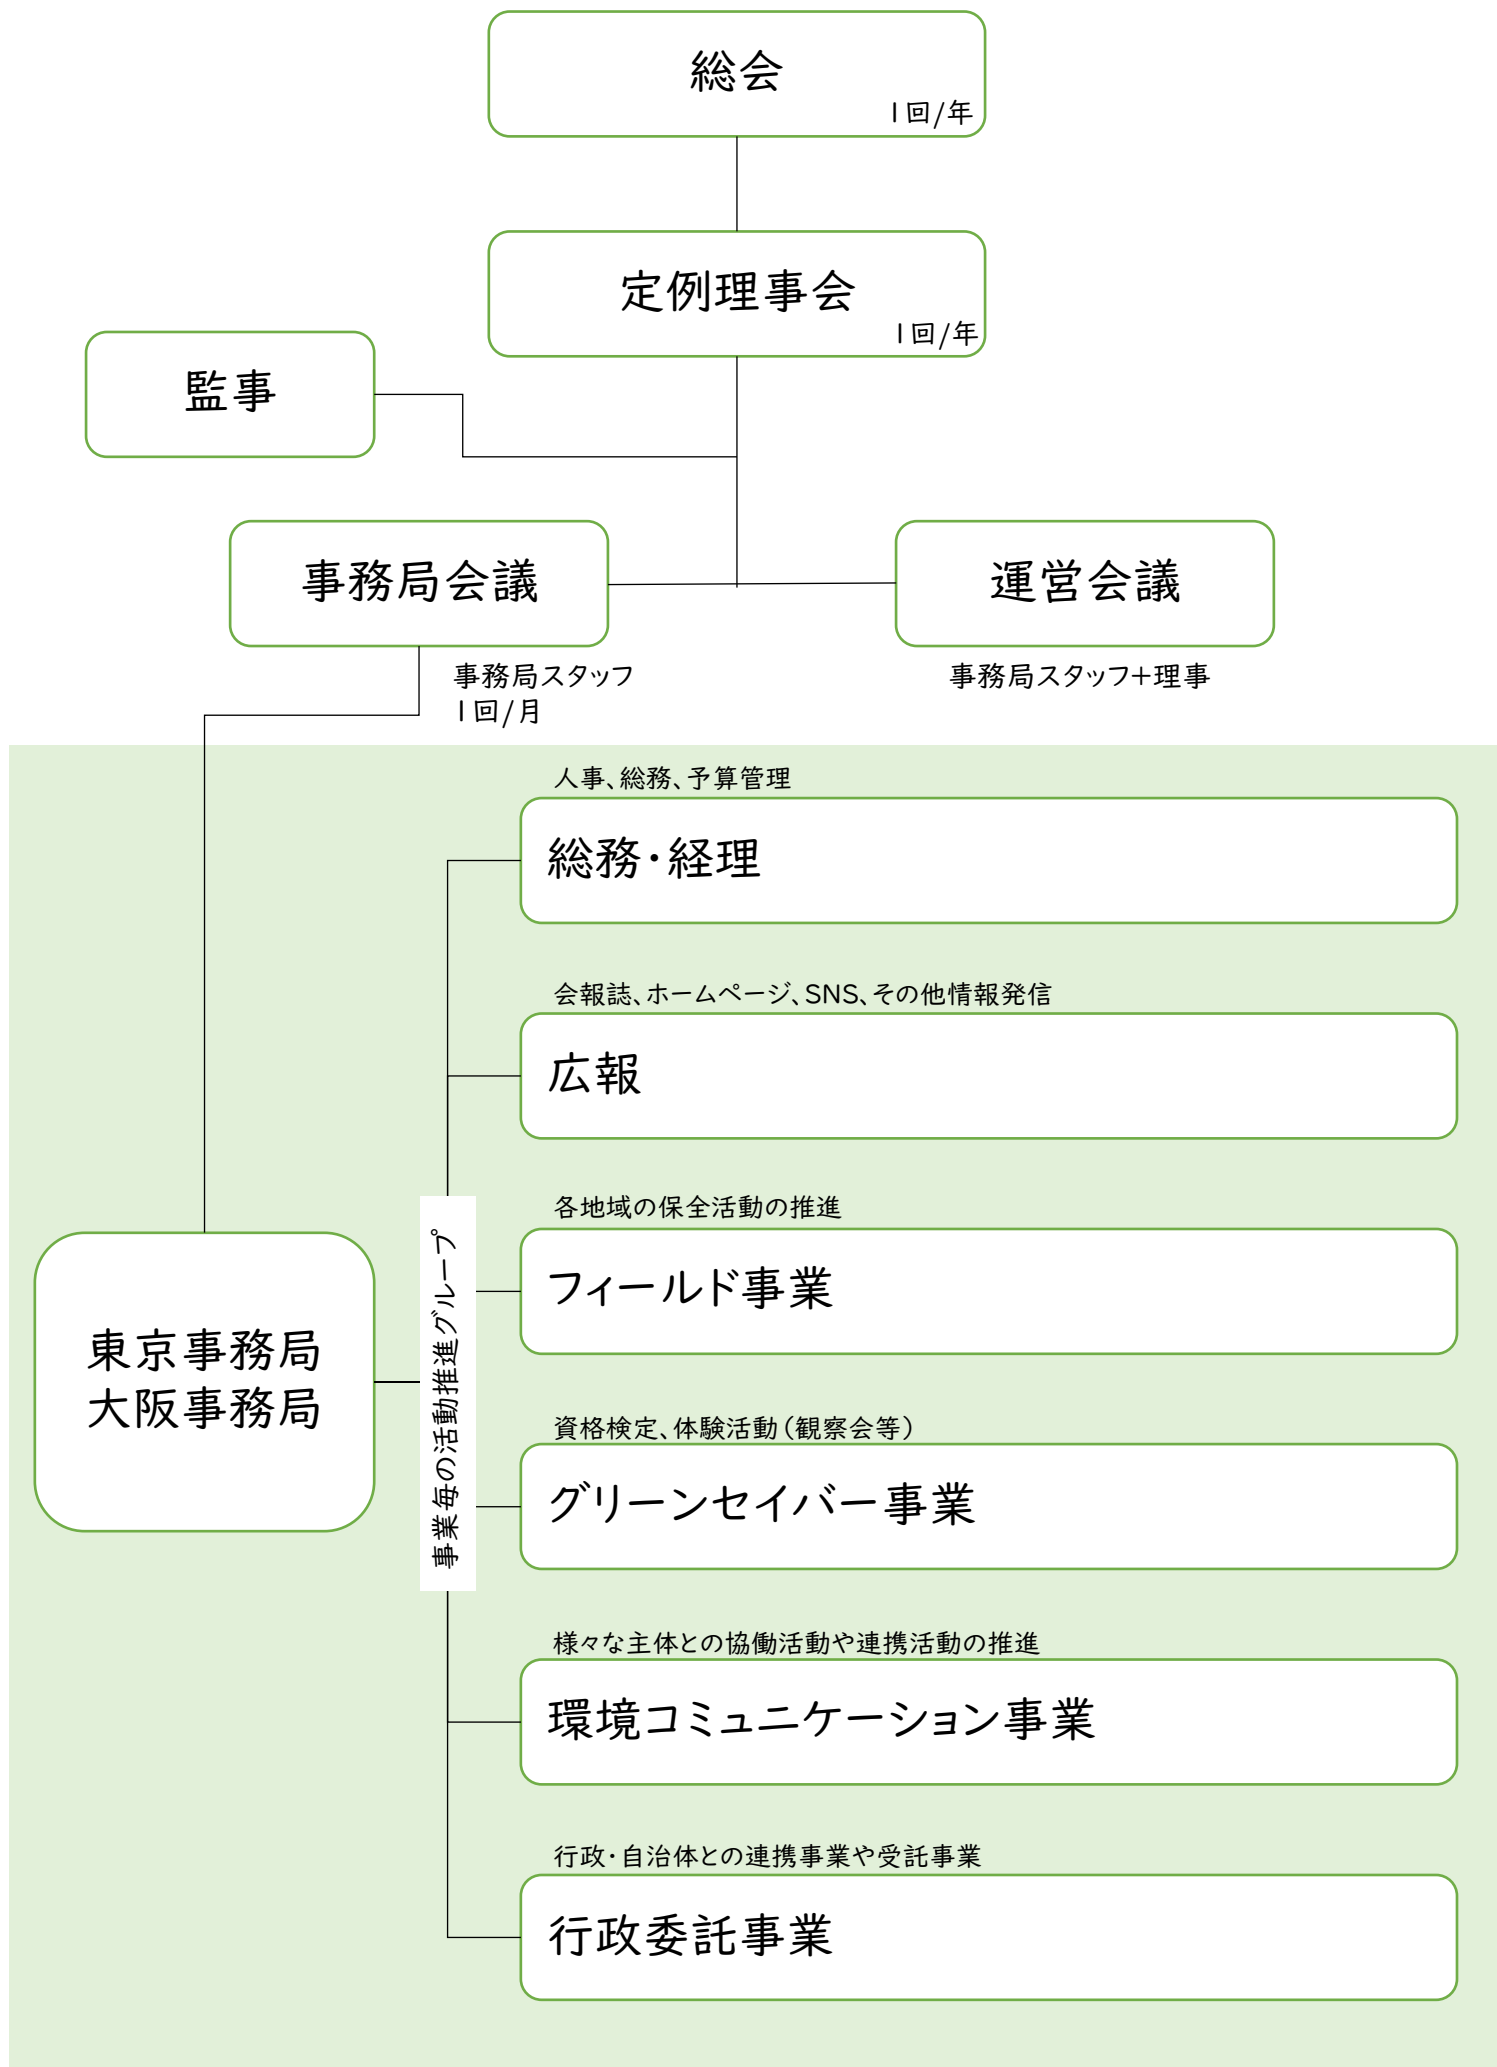 総会
1回/年
定例理事会
1回/年
監事
事務局会議
運営会議
事務局スタッフ
1回/月
事務局スタッフ+理事
人事、総務、予算管理
総務・経理
会報誌、ホームページ、SNS、その他情報発信
広報
各地域の保全活動の推進
フィールド事業
東京事務局
大阪事務局
事業毎の活動推進グループ
資格検定、体験活動(観察会等)
グリーンセイバー事業
様々な主体との協働活動や連携活動の推進
環境コミュニケーション事業
行政・自治体との連携事業や受託事業
行政委託事業